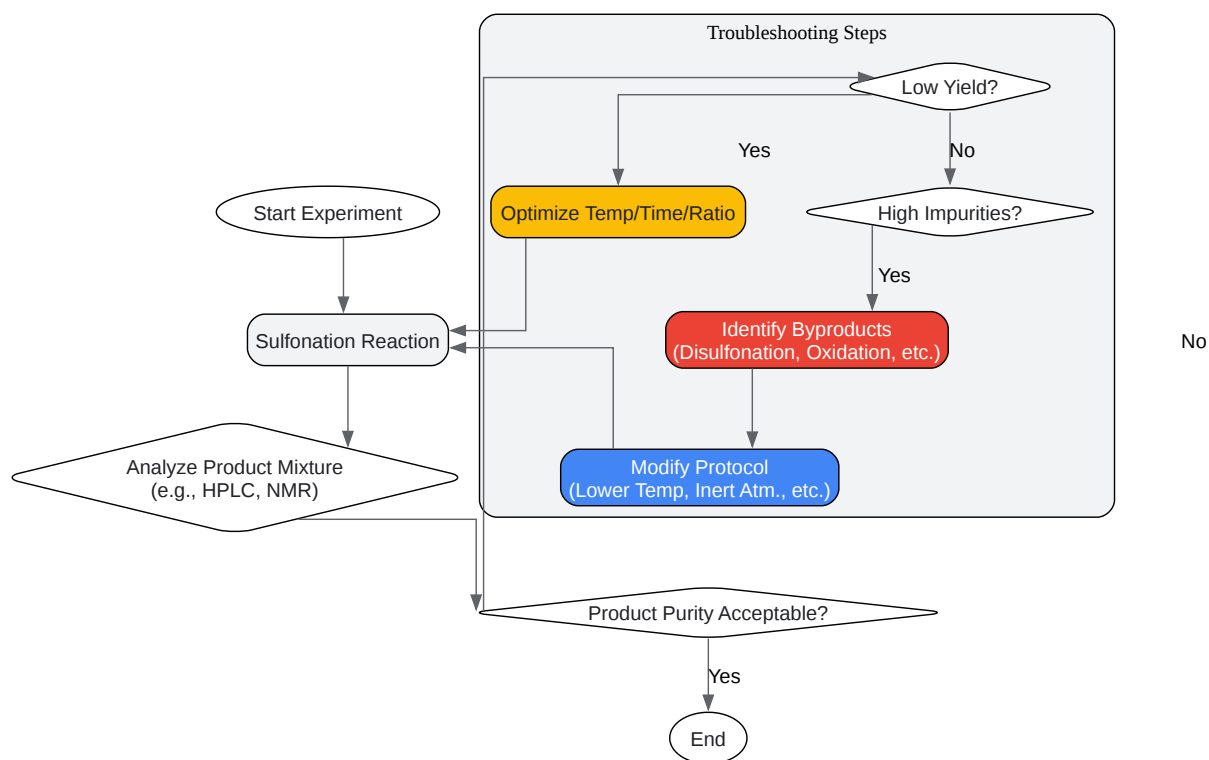 Troubleshooting Steps
Low Yield?
Yes
No
Start Experiment
Optimize Temp/Time/Ratio
High Impurities?
Yes
Sulfonation Reaction
Identify Byproducts
(Disulfonation, Oxidation, etc.)
No
Analyze Product Mixture
(e.g., HPLC, NMR)
Modify Protocol
(Lower Temp, Inert Atm., etc.)
Product Purity Acceptable?
Yes
End